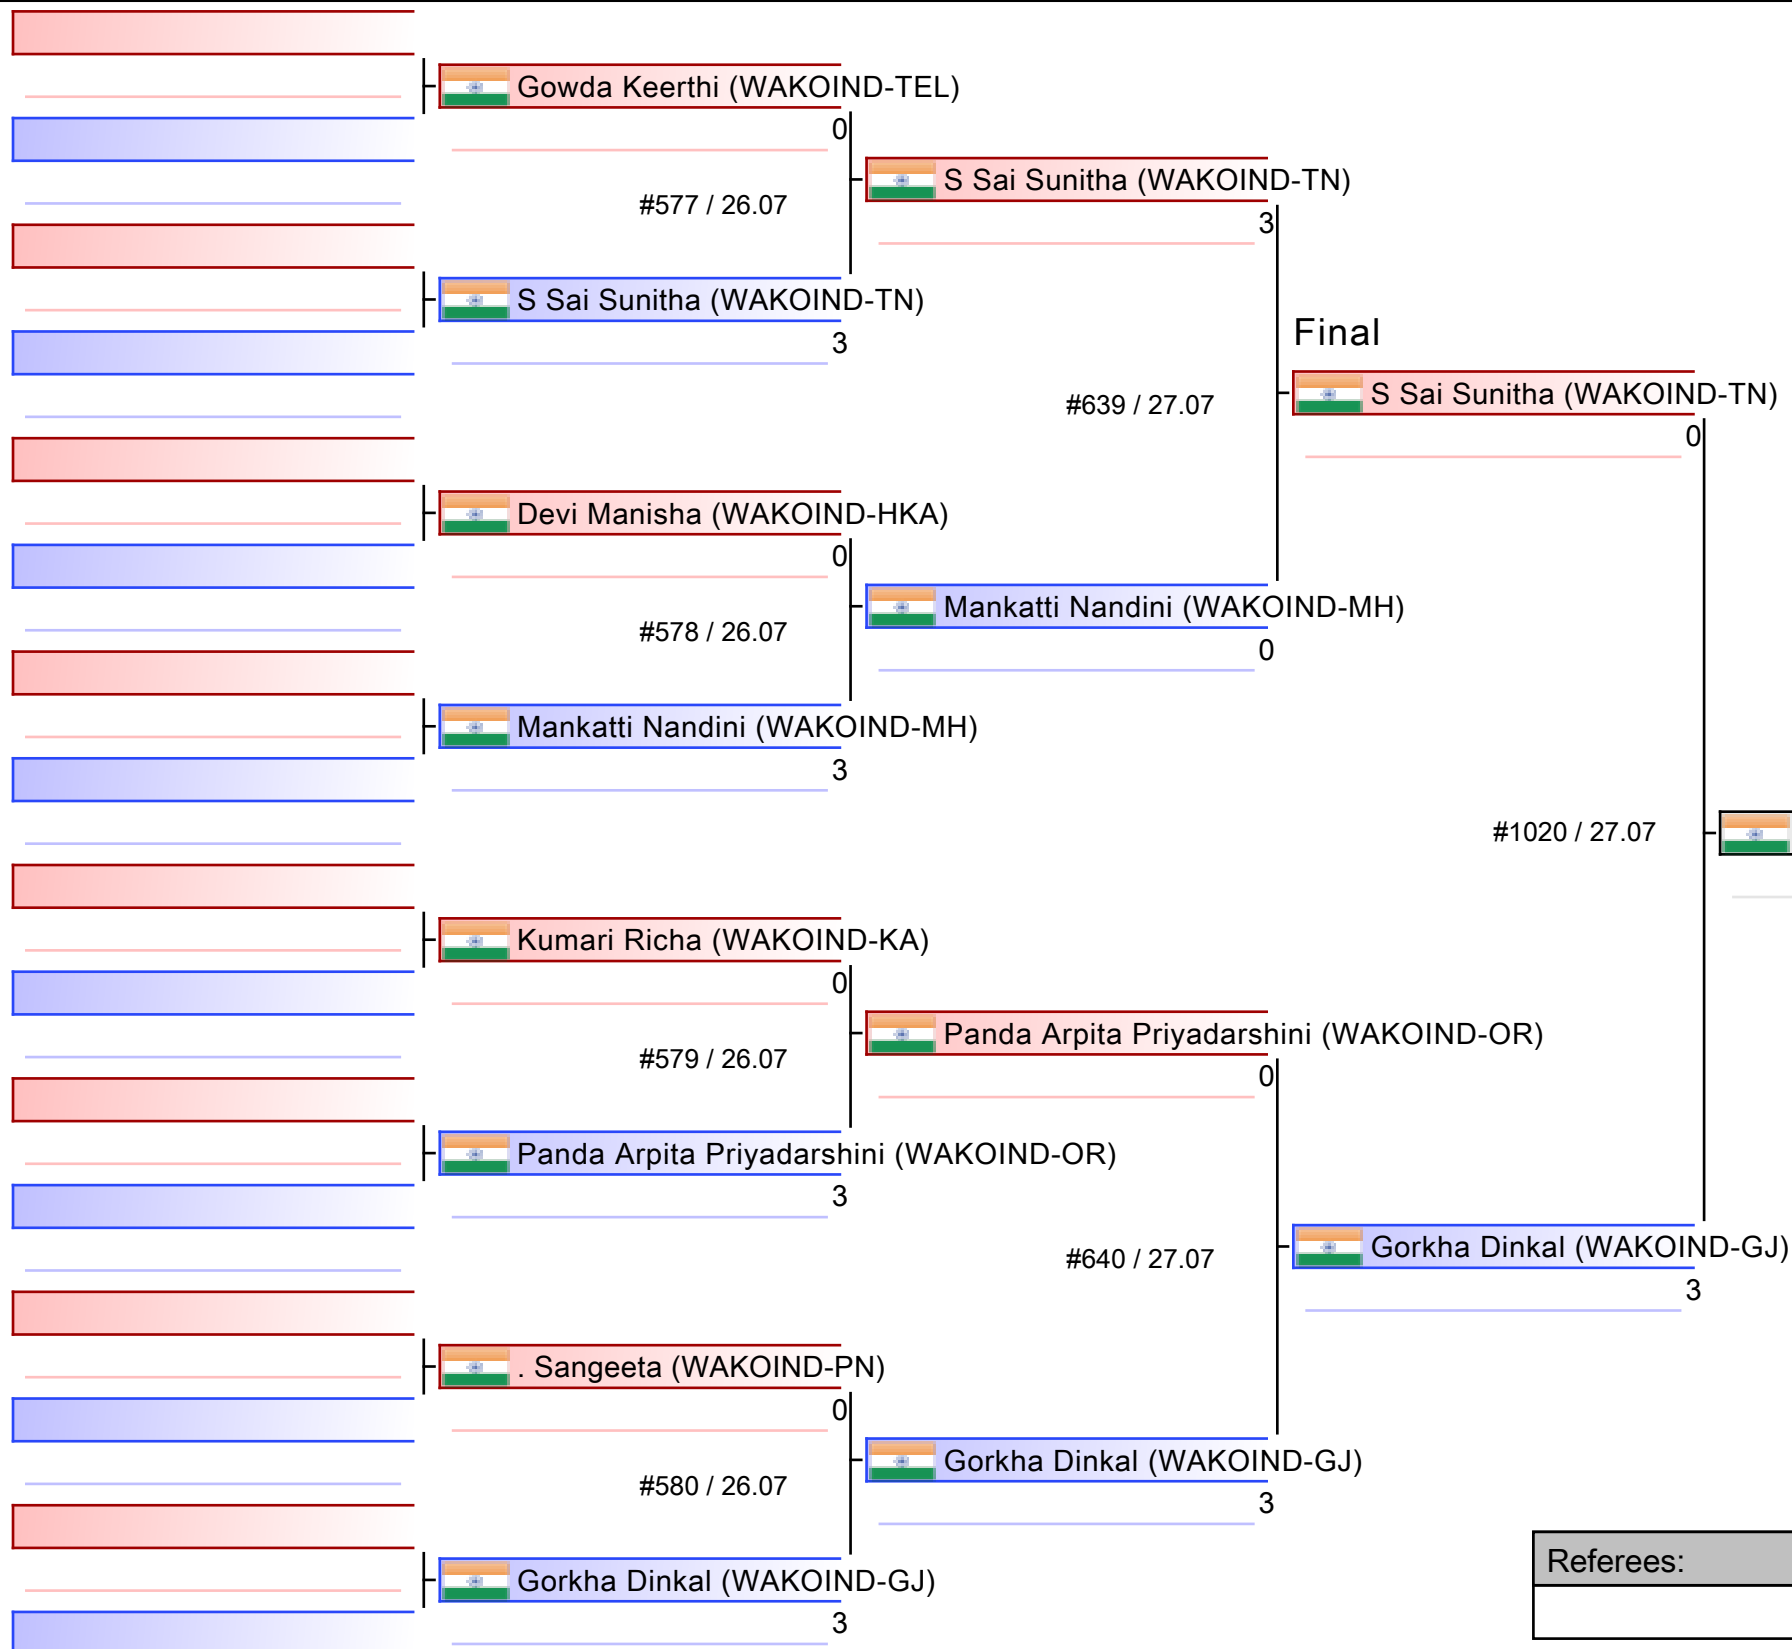 Gowda Keerthi (WAKOIND-TEL)
0
S Sai Sunitha (WAKOIND-TN)
#577 / 26.07
3
S Sai Sunitha (WAKOIND-TN)
Final
3
S Sai Sunitha (WAKOIND-TN)
#639 / 27.07
0
Devi Manisha (WAKOIND-HKA)
0
Mankatti Nandini (WAKOIND-MH)
#578 / 26.07
0
Mankatti Nandini (WAKOIND-MH)
3
#1020 / 27.07
Kumari Richa (WAKOIND-KA)
0
Panda Arpita Priyadarshini (WAKOIND-OR)
#579 / 26.07
0
Panda Arpita Priyadarshini (WAKOIND-OR)
3
Gorkha Dinkal (WAKOIND-GJ)
#640 / 27.07
3
. Sangeeta (WAKOIND-PN)
0
Gorkha Dinkal (WAKOIND-GJ)
#580 / 26.07
3
Referees:
Gorkha Dinkal (WAKOIND-GJ)
3